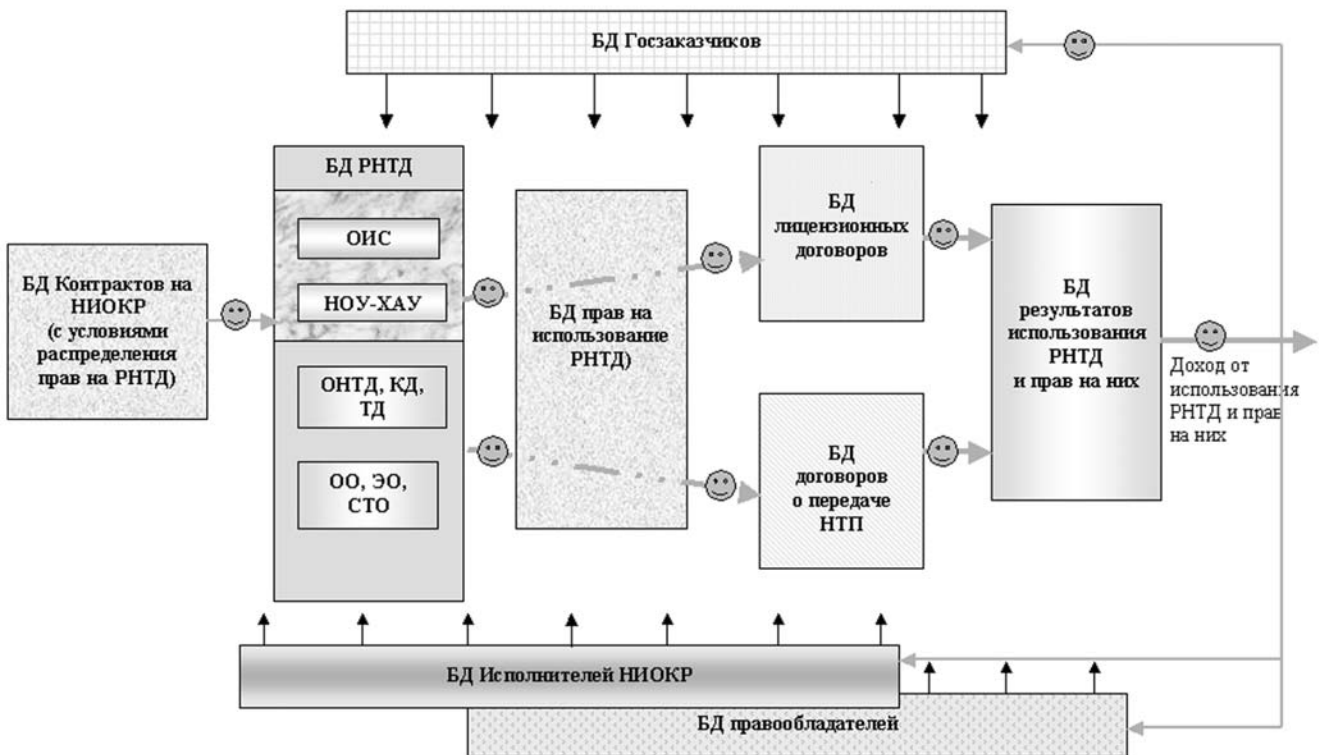 БД Госзаказчиков
БД РНТД
ОИС
НОУ-ХАУ
ОНТД, КД,
ТД
ОО, ЭО,
СТО
БД Контрактов на
НИОКР
(с условиями
распределения
прав на РНТД)
БД прав на
использование
РНТД)
БД
лицензионных
договоров
БД
договоров
о передаче
НТП
БД
результатов
использования
РНТД
и прав на них
Доход от
использования
РНТД и прав
на них
БД Исполнителей НИОКР
БД правообладателей